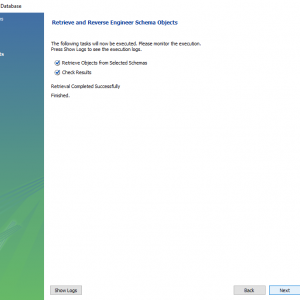 Database
Retrieve and Reverse Engineer Schema Objects
The following tasks will now be executed. Please monitor the execution.
Press Show Logs to see the execution logs.
Retrieve Objects from Selected Schemas
Check Results
Retrieval Completed Successfully
Finished.
Show Logs
Back
Next